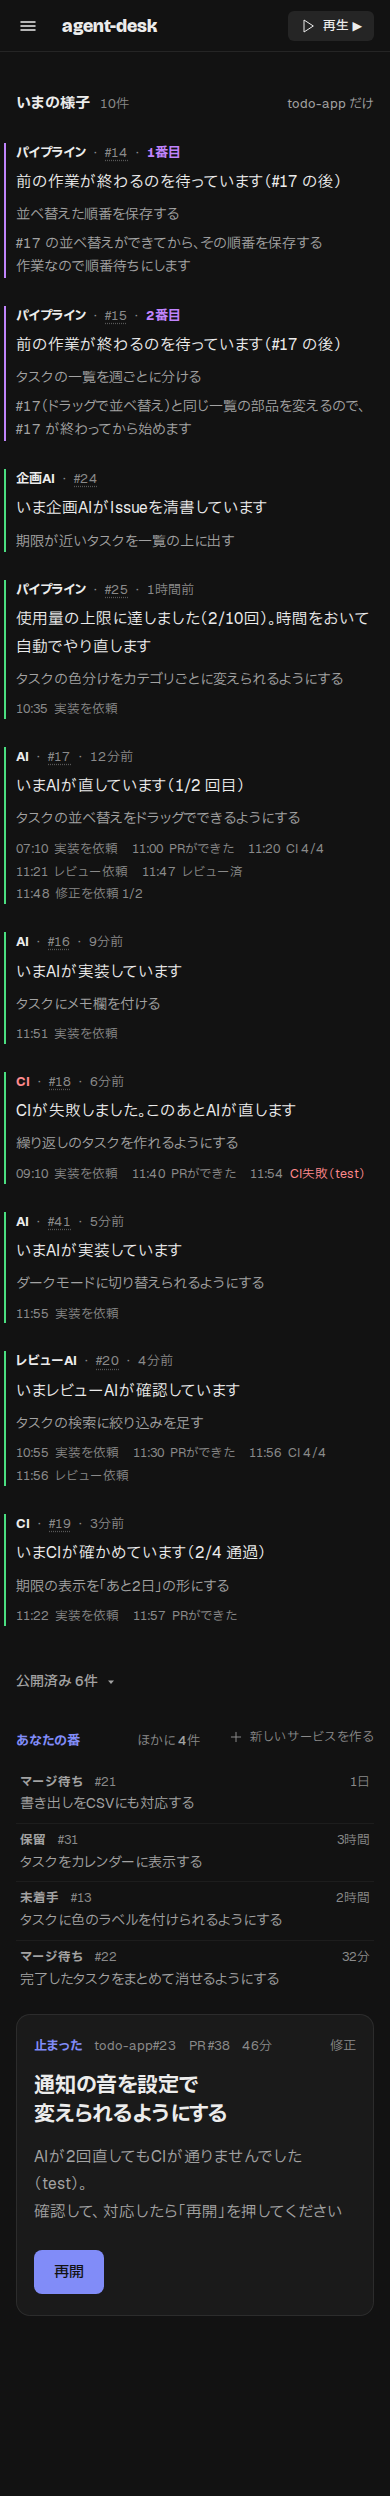 agent-desk
再生 ▶
いまの様子 10件
todo-app だけ
パイプライン · #14 · 1番目
前の作業が終わるのを待っています（#17 の後）
並べ替えた順番を保存する
#17 の並べ替えができてから、その順番を保存する
作業なので順番待ちにします
パイプライン · #15 · 2番目
前の作業が終わるのを待っています（#17 の後）
タスクの一覧を週ごとに分ける
#17（ドラッグで並べ替え）と同じ一覧の部品を変えるので、
#17 が終わってから始めます
企画AI · #24
いま企画AIがIssueを清書しています
期限が近いタスクを一覧の上に出す
パイプライン · #25 · 1時間前
使用量の上限に達しました（2/10回）。時間をおいて
自動でやり直します
タスクの色分けをカテゴリごとに変えられるようにする
10:35 実装を依頼
AI · #17 · 12分前
いまAIが直しています（1/2 回目）
タスクの並べ替えをドラッグでできるようにする
07:10 実装を依頼 11:00 PRができた 11:20 CI 4/4
11:21 レビュー依頼 11:47 レビュー済
11:48 修正を依頼 1/2
AI · #16 · 9分前
いまAIが実装しています
タスクにメモ欄を付ける
11:51 実装を依頼
CI · #18 · 6分前
CIが失敗しました。このあとAIが直します
繰り返しのタスクを作れるようにする
09:10 実装を依頼 11:40 PRができた 11:54 CI失敗（test）
AI · #41 · 5分前
いまAIが実装しています
ダークモードに切り替えられるようにする
11:55 実装を依頼
レビューAI · #20 · 4分前
いまレビューAIが確認しています
タスクの検索に絞り込みを足す
10:55 実装を依頼 11:30 PRができた 11:56 CI 4/4
11:56 レビュー依頼
CI · #19 · 3分前
いまCIが確かめています（2/4 通過）
期限の表示を「あと2日」の形にする
11:22 実装を依頼 11:57 PRができた
公開済み 6件
あなたの番 ほかに 4件 ＋ 新しいサービスを作る
マージ待ち #21 1日
書き出しをCSVにも対応する
保留 #31 3時間
タスクをカレンダーに表示する
未着手 #13 2時間
タスクに色のラベルを付けられるようにする
マージ待ち #22 32分
完了したタスクをまとめて消せるようにする
止まった todo-app#23 PR #38 46分 修正
通知の音を設定で
変えられるようにする
AIが2回直してもCIが通りませんでした
（test）。
確認して、対応したら「再開」を押してください
再開